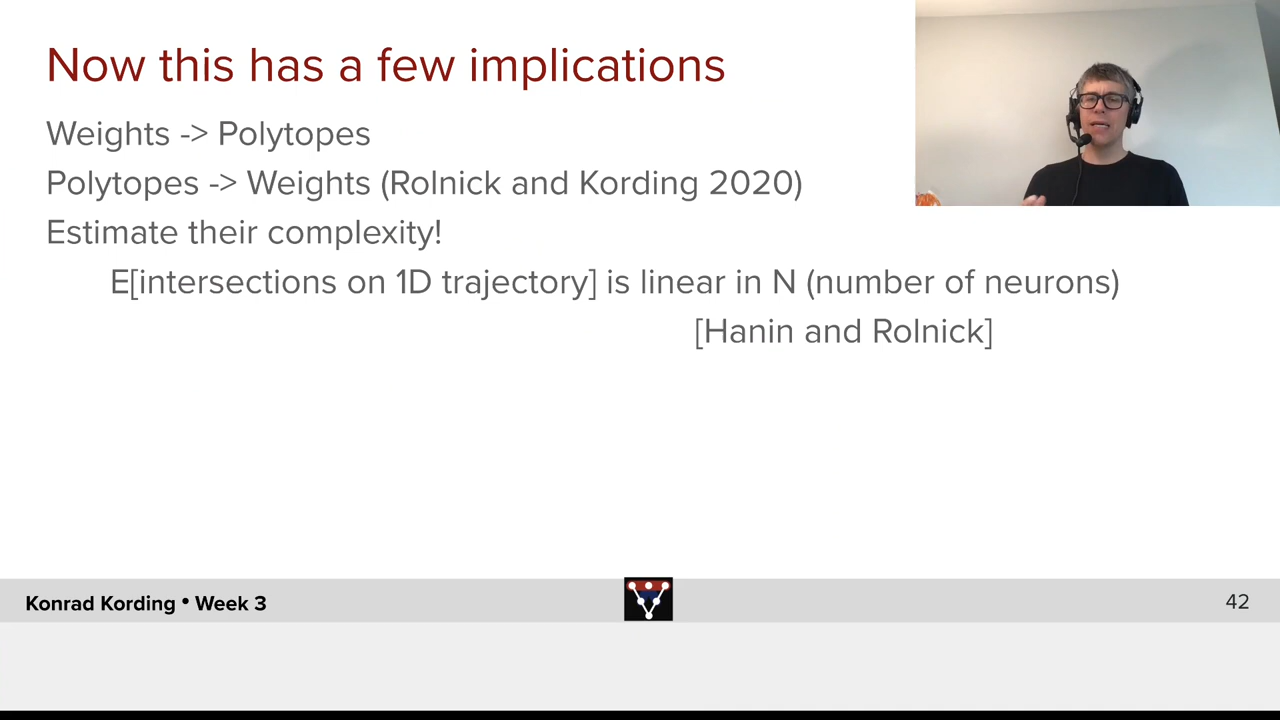 Now this has a few implications
Weights -> Polytopes
Polytopes -> Weights (Rolnick and Kording 2020)
Estimate their complexity!
E[intersections on 1D trajectory] is linear in N (number of neurons)
[Hanin and Rolnick]
Konrad Kording • Week 3
42